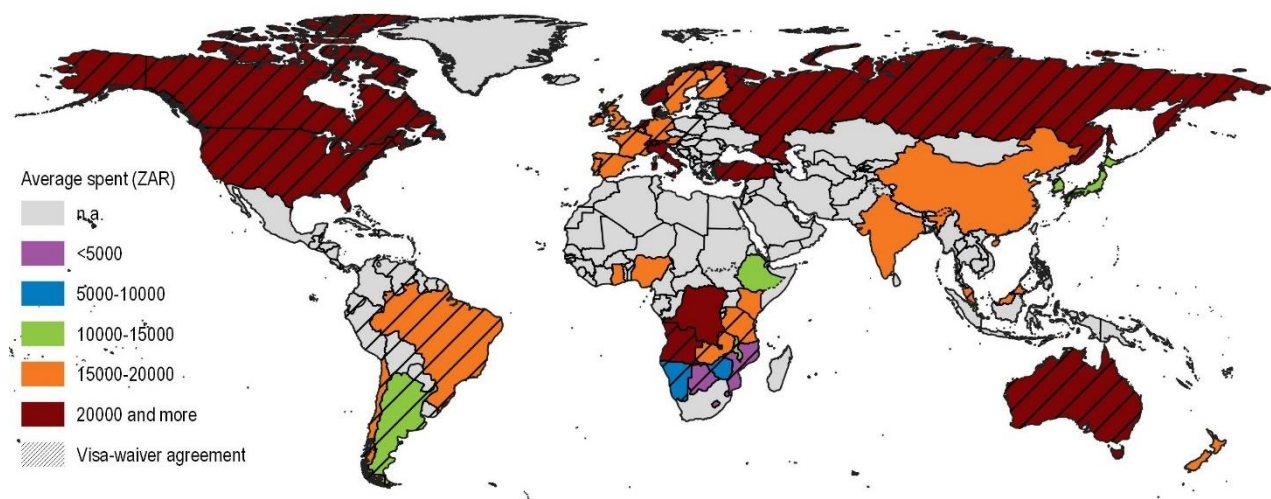 Average spent (ZAR)
n.a.
<5000
5000-10000
10000-15000
15000-20000
20000 and more
Visa-waiver agreement